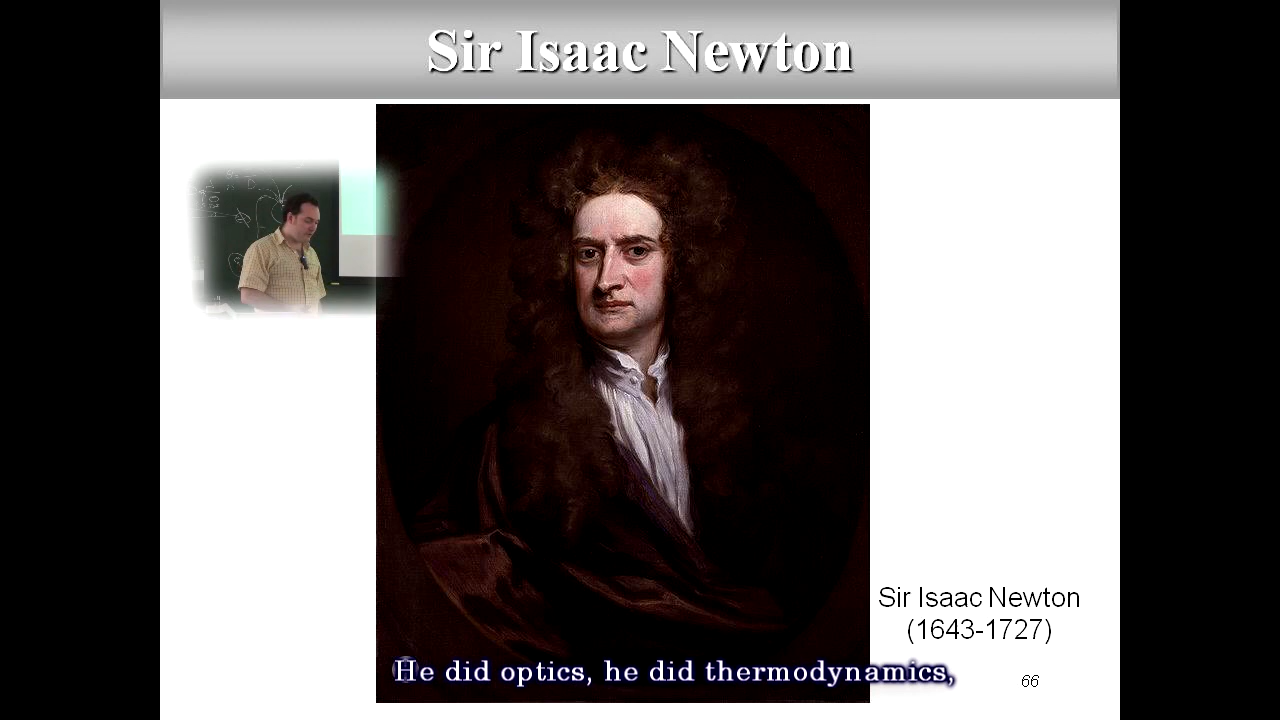 Sir Isaac Newton
Sir Isaac Newton
(1643-1727)
He did optics, he did thermodynamics,
66